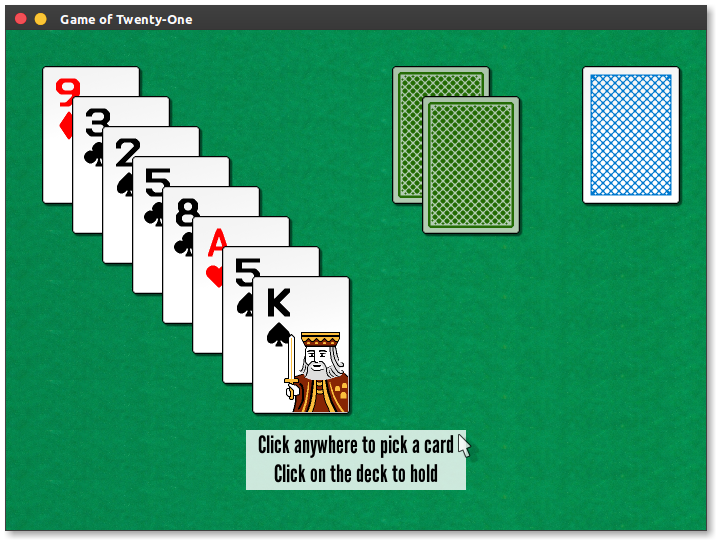 Game of Twenty-One
9
3
2
5
8
A
5
K
Click anywhere to pick a card
Click on the deck to hold